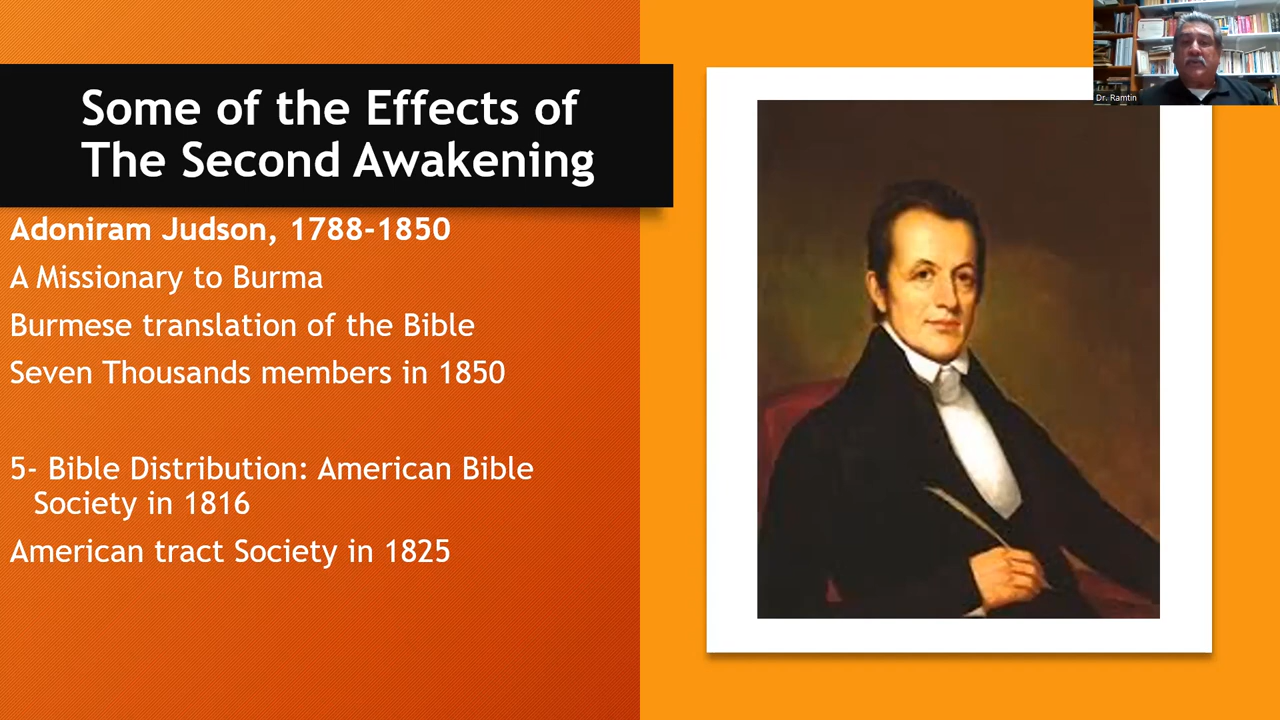 Some of the Effects of
The Second Awakening
Adoniram Judson, 1788-1850
A Missionary to Burma
Burmese translation of the Bible
Seven Thousands members in 1850
5- Bible Distribution: American Bible
Society in 1816
American tract Society in 1825
Dr. Ramtin